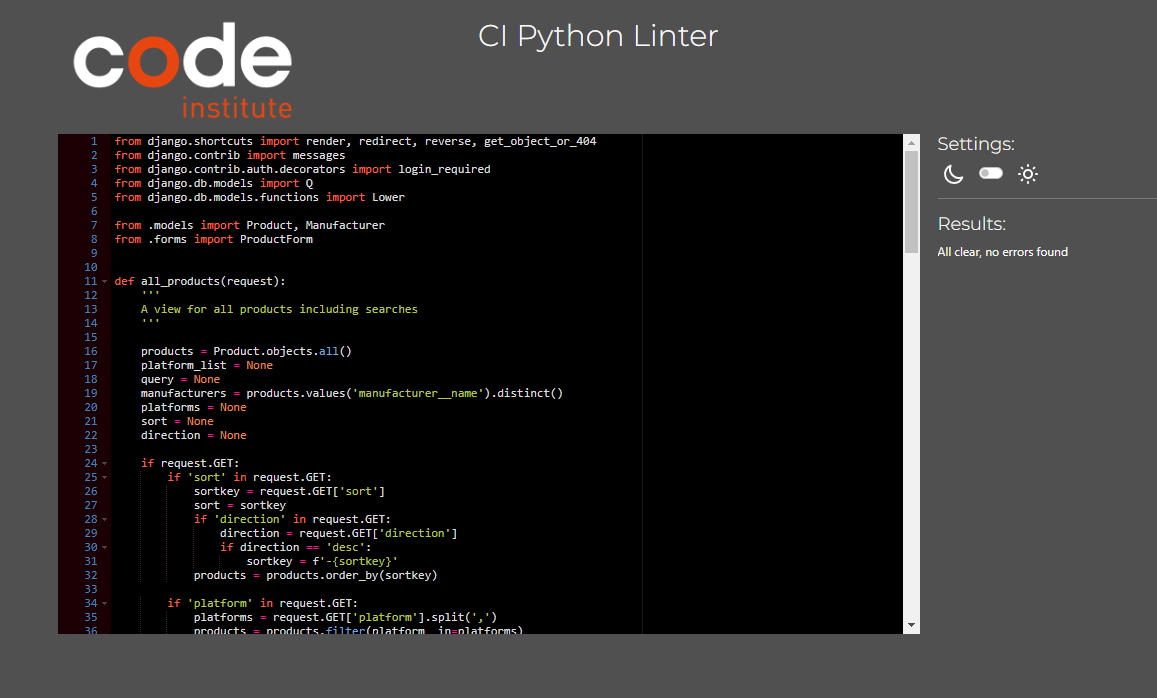 code
institute
CI Python Linter
1 from django.shortcuts import render, redirect, reverse, get_object_or_404
2 from django.contrib import messages
3 from django.contrib.auth.decorators import login_required
4 from django.db.models import Q
5 from django.db.models.functions import Lower
6
7 from .models import Product, Manufacturer
8 from .forms import ProductForm
9
10
11 def all_products(request):
12     '''
13     A view for all products including searches
14     '''
15
16     products = Product.objects.all()
17     platform_list = None
18     query = None
19     manufacturers = products.values('manufacturer__name').distinct()
20     platforms = None
21     sort = None
22     direction = None
23
24     if request.GET:
25         if 'sort' in request.GET:
26             sortkey = request.GET['sort']
27             sort = sortkey
28             if 'direction' in request.GET:
29                 direction = request.GET['direction']
30                 if direction == 'desc':
31                     sortkey = f'-{sortkey}'
32             products = products.order_by(sortkey)
33
34         if 'platform' in request.GET:
35             platforms = request.GET['platform'].split(',')
36             products = products.filter(platform__in=platforms)
Settings:
Results:
All clear, no errors found